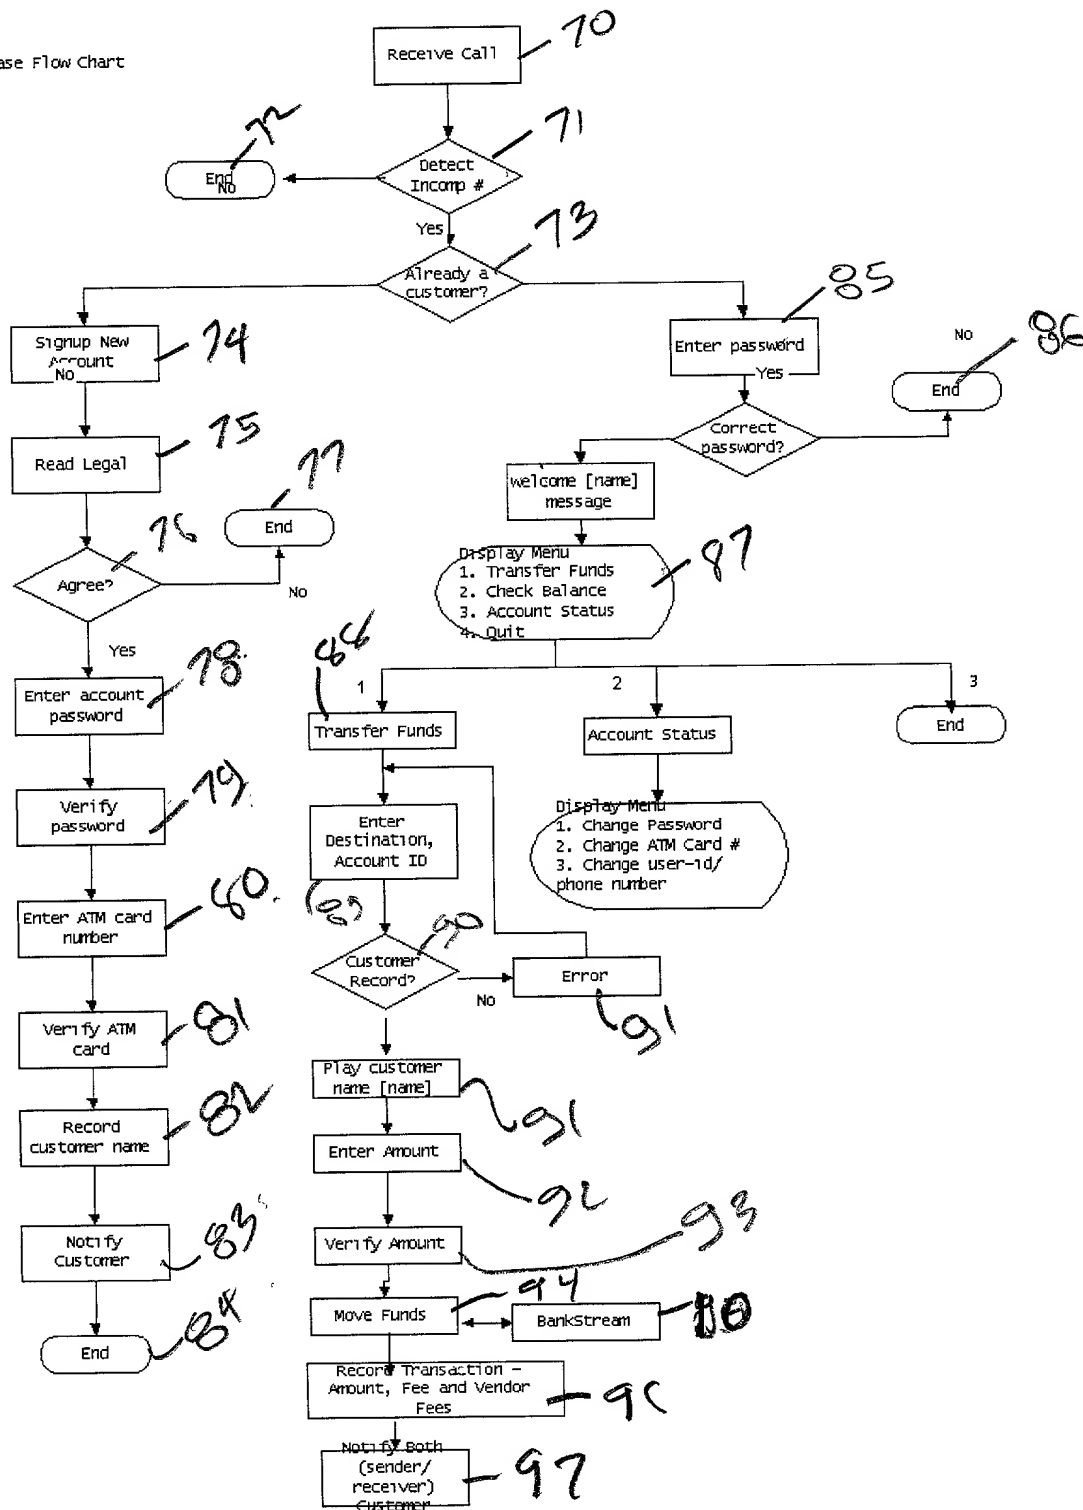 ase Flow Chart
Receive Call
70
Detect
Incomp #
71
End
No
72
Yes
Already a
customer?
73
Signup New
Account
No
74
Enter password
Yes
85
No
End
86
Read Legal
75
Correct
password?
End
77
Welcome [name]
message
Agree?
76
No
Yes
Display Menu
1. Transfer Funds
2. Check Balance
3. Account Status
4. Quit
87
Enter account
password
78
1
2
3
Transfer Funds
88
Account Status
End
Verify
password
79
Enter
Destination,
Account ID
89
Display Menu
1. Change Password
2. Change ATM Card #
3. Change user-id/
phone number
Enter ATM card
number
80
Customer
Record?
90
No
Error
91
Verify ATM
card
81
Play customer
name [name]
91
Record
customer name
82
Enter Amount
92
Notify
Customer
83
Verify Amount
93
End
84
Move Funds
94
BankStream
Record Transaction -
Amount, Fee and Vendor
Fees
Notify Both
(sender/
receiver)
Customer
97